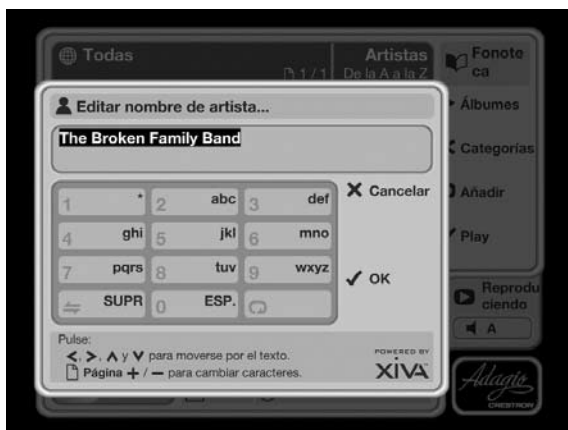 Todas
1 / 1
Artistas
De la A a la Z
Fonote
ca
Álbumes
Categorías
Añadir
Play
Reprodu
ciendo
A
Editar nombre de artista...
The Broken Family Band
1 *
2 abc
3 def
4 ghi
5 jkl
6 mno
7 pqrs
8 tuv
9 wxyz
SUPR
0 ESP.
Cancelar
OK
Pulse:
<, >, ∧ y ∨ para moverse por el texto.
Página + / – para cambiar caracteres.
POWERED BY
XiVA
Adagio
CRESTRON